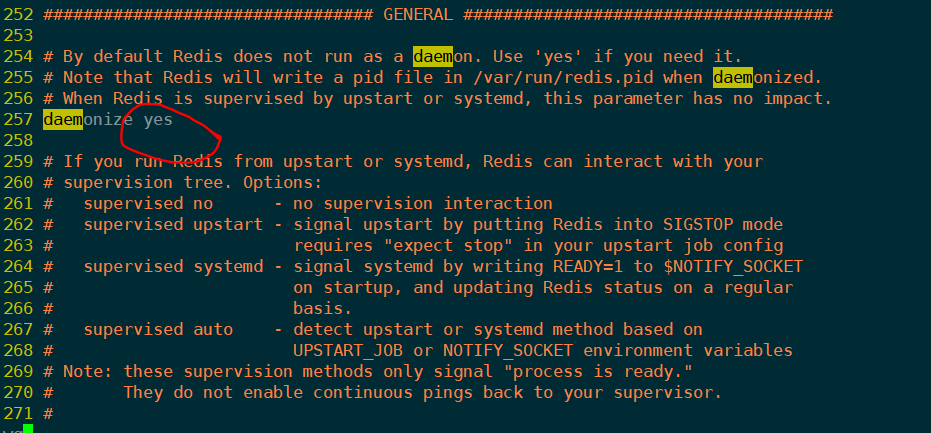 252 ################################# GENERAL #####################################
253
254 # By default Redis does not run as a daemon. Use 'yes' if you need it.
255 # Note that Redis will write a pid file in /var/run/redis.pid when daemonized.
256 # When Redis is supervised by upstart or systemd, this parameter has no impact.
257 daemonize yes
258
259 # If you run Redis from upstart or systemd, Redis can interact with your
260 # supervision tree. Options:
261 #   supervised no      - no supervision interaction
262 #   supervised upstart - signal upstart by putting Redis into SIGSTOP mode
263 #                        requires "expect stop" in your upstart job config
264 #   supervised systemd - signal systemd by writing READY=1 to $NOTIFY_SOCKET
265 #                        on startup, and updating Redis status on a regular
266 #                        basis.
267 #   supervised auto    - detect upstart or systemd method based on
268 #                        UPSTART_JOB or NOTIFY_SOCKET environment variables
269 # Note: these supervision methods only signal "process is ready."
270 #       They do not enable continuous pings back to your supervisor.
271 #